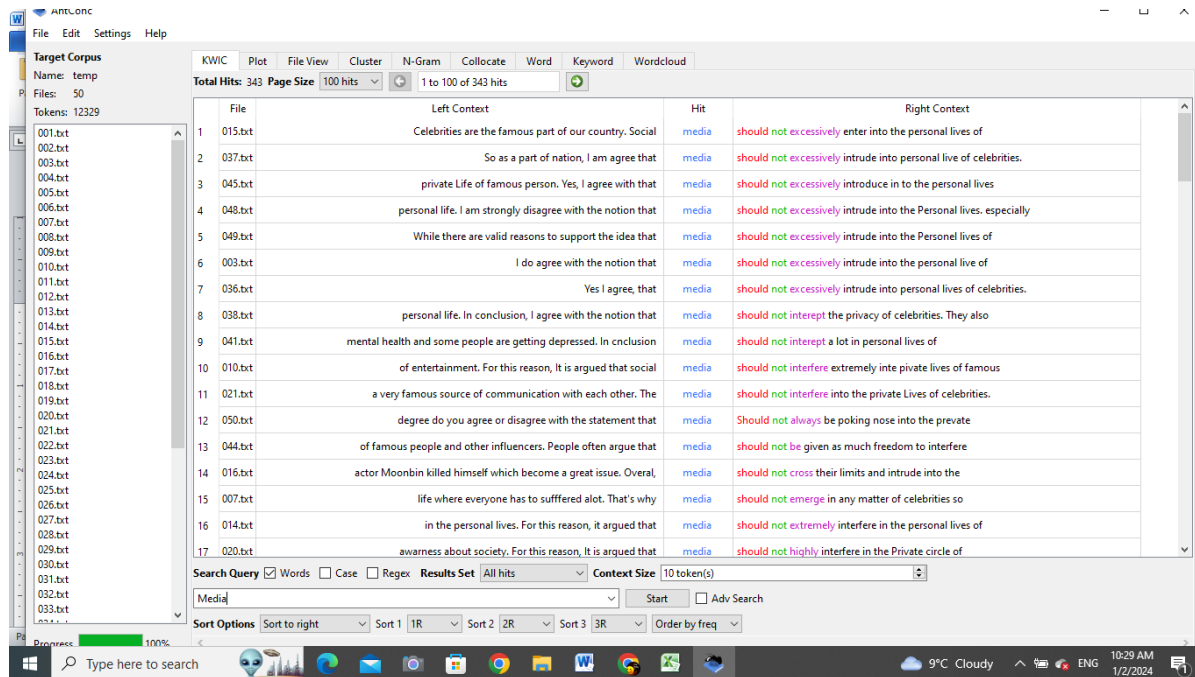 AntConc
File Edit Settings Help
Target Corpus
Name: temp
Files: 50
Tokens: 12329
001.txt
002.txt
003.txt
004.txt
005.txt
006.txt
007.txt
008.txt
009.txt
010.txt
011.txt
012.txt
013.txt
014.txt
015.txt
016.txt
017.txt
018.txt
019.txt
020.txt
021.txt
022.txt
023.txt
024.txt
025.txt
026.txt
027.txt
028.txt
029.txt
030.txt
031.txt
032.txt
033.txt
Progress 100%
KWIC Plot File View Cluster N-Gram Collocate Word Keyword Wordcloud
Total Hits: 343 Page Size 100 hits 1 to 100 of 343 hits
File Left Context Hit Right Context
1 015.txt Celebrities are the famous part of our country. Social media should not excessively enter into the personal lives of
2 037.txt So as a part of nation, I am agree that media should not excessively intrude into personal live of celebrities.
3 045.txt private Life of famous person. Yes, I agree with that media should not excessively introduce in to the personal lives
4 048.txt personal life. I am strongly disagree with the notion that media should not excessively intrude into the Personal lives. especially
5 049.txt While there are valid reasons to support the idea that media should not excessively intrude into the Personel lives of
6 003.txt I do agree with the notion that media should not excessively intrude into the personal live of
7 036.txt Yes I agree, that media should not excessively intrude into personal lives of celebrities.
8 038.txt personal life. In conclusion, I agree with the notion that media should not interept the privacy of celebrities. They also
9 041.txt mental health and some people are getting depressed. In cnclusion media should not interept a lot in personal lives of
10 010.txt of entertainment. For this reason, It is argued that social media should not interfere extremely inte pivate lives of famous
11 021.txt a very famous source of communication with each other. The media should not interfere into the private Lives of celebrities.
12 050.txt degree do you agree or disagree with the statement that media Should not always be poking nose into the prevate
13 044.txt of famous people and other influencers. People often argue that media should not be given as much freedom to interfere
14 016.txt actor Moonbin killed himself which become a great issue. Overal, media should not cross their limits and intrude into the
15 007.txt life where everyone has to sufffered alot. That's why media should not emerge in any matter of celebrities so
16 014.txt in the personal lives. For this reason, it argued that media should not extremely interfere in the personal lives of
17 020.txt awarness about society. For this reason, It is argued that media should not highly interfere in the Private circle of
Search Query Words Case Regex Results Set All hits Context Size 10 token(s)
Media Start Adv Search
Sort Options Sort to right Sort 1 1R Sort 2 2R Sort 3 3R Order by freq
Type here to search 9°C Cloudy ENG 10:29 AM
1/2/2024